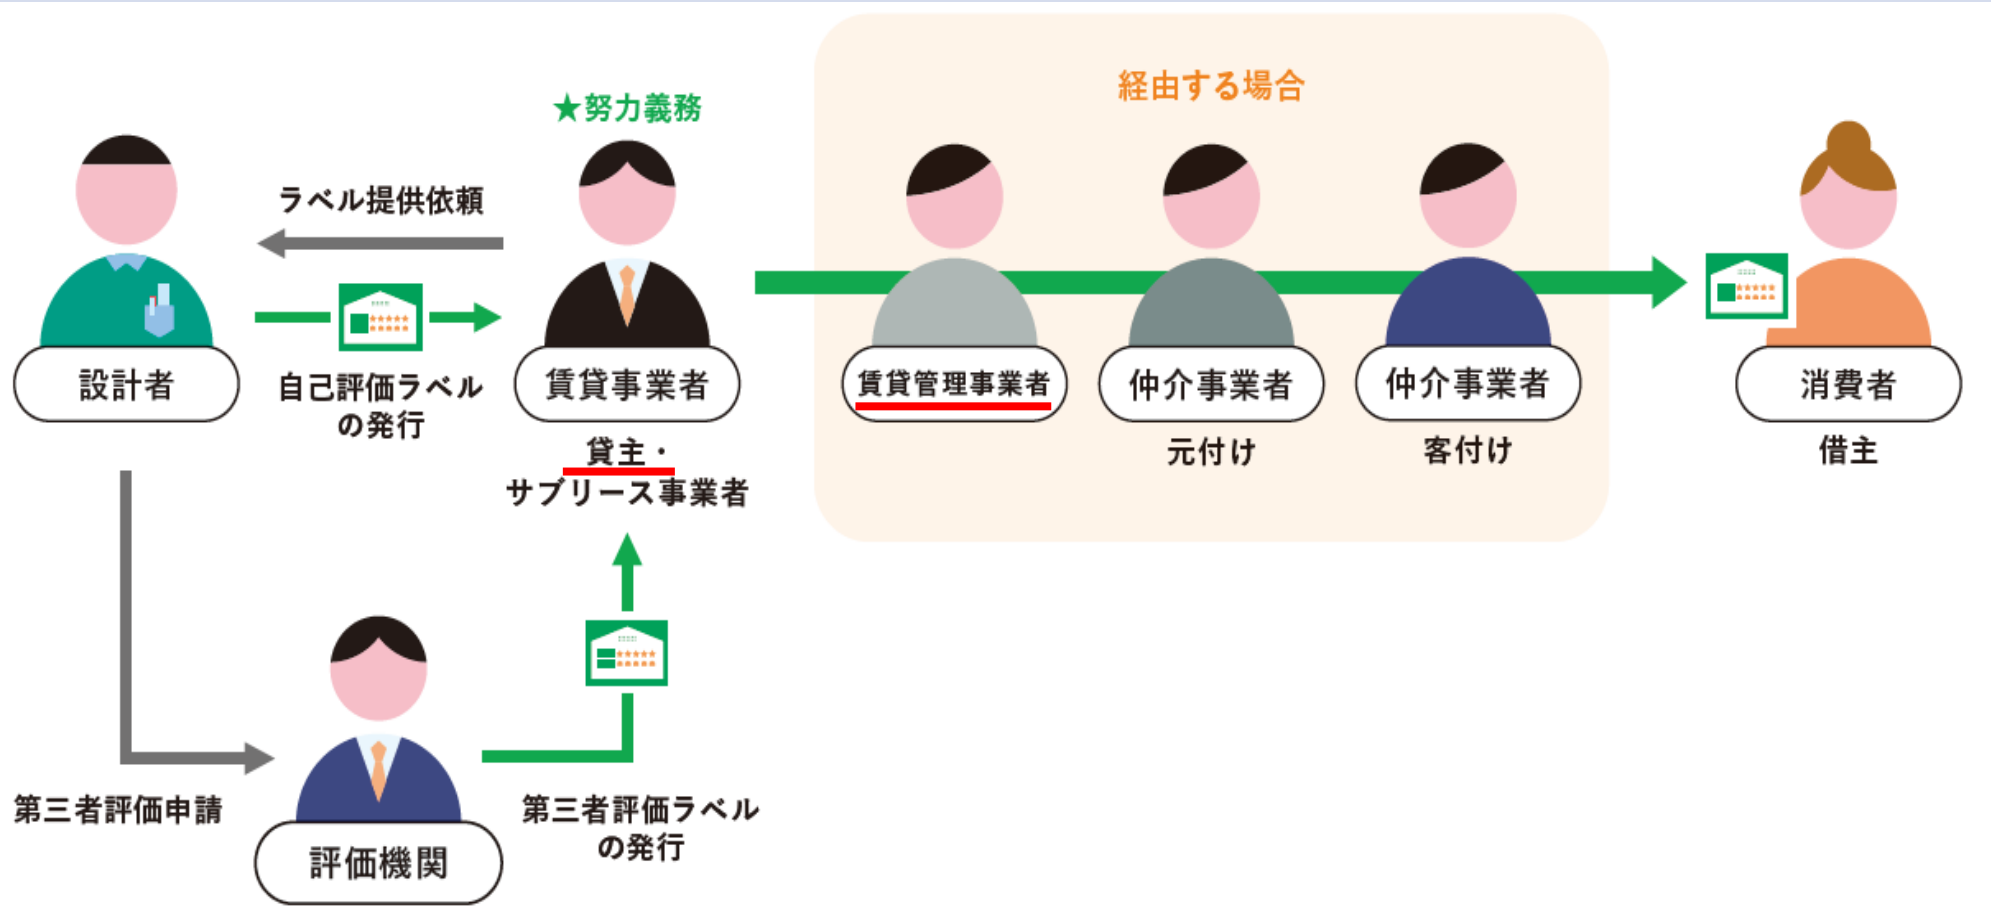 経由する場合
★努力義務
ラベル提供依頼
設計者
自己評価ラベル
の発行
賃貸事業者
貸主・
サブリース事業者
賃貸管理事業者
仲介事業者
元付け
仲介事業者
客付け
消費者
借主
第三者評価申請
評価機関
第三者評価ラベル
の発行